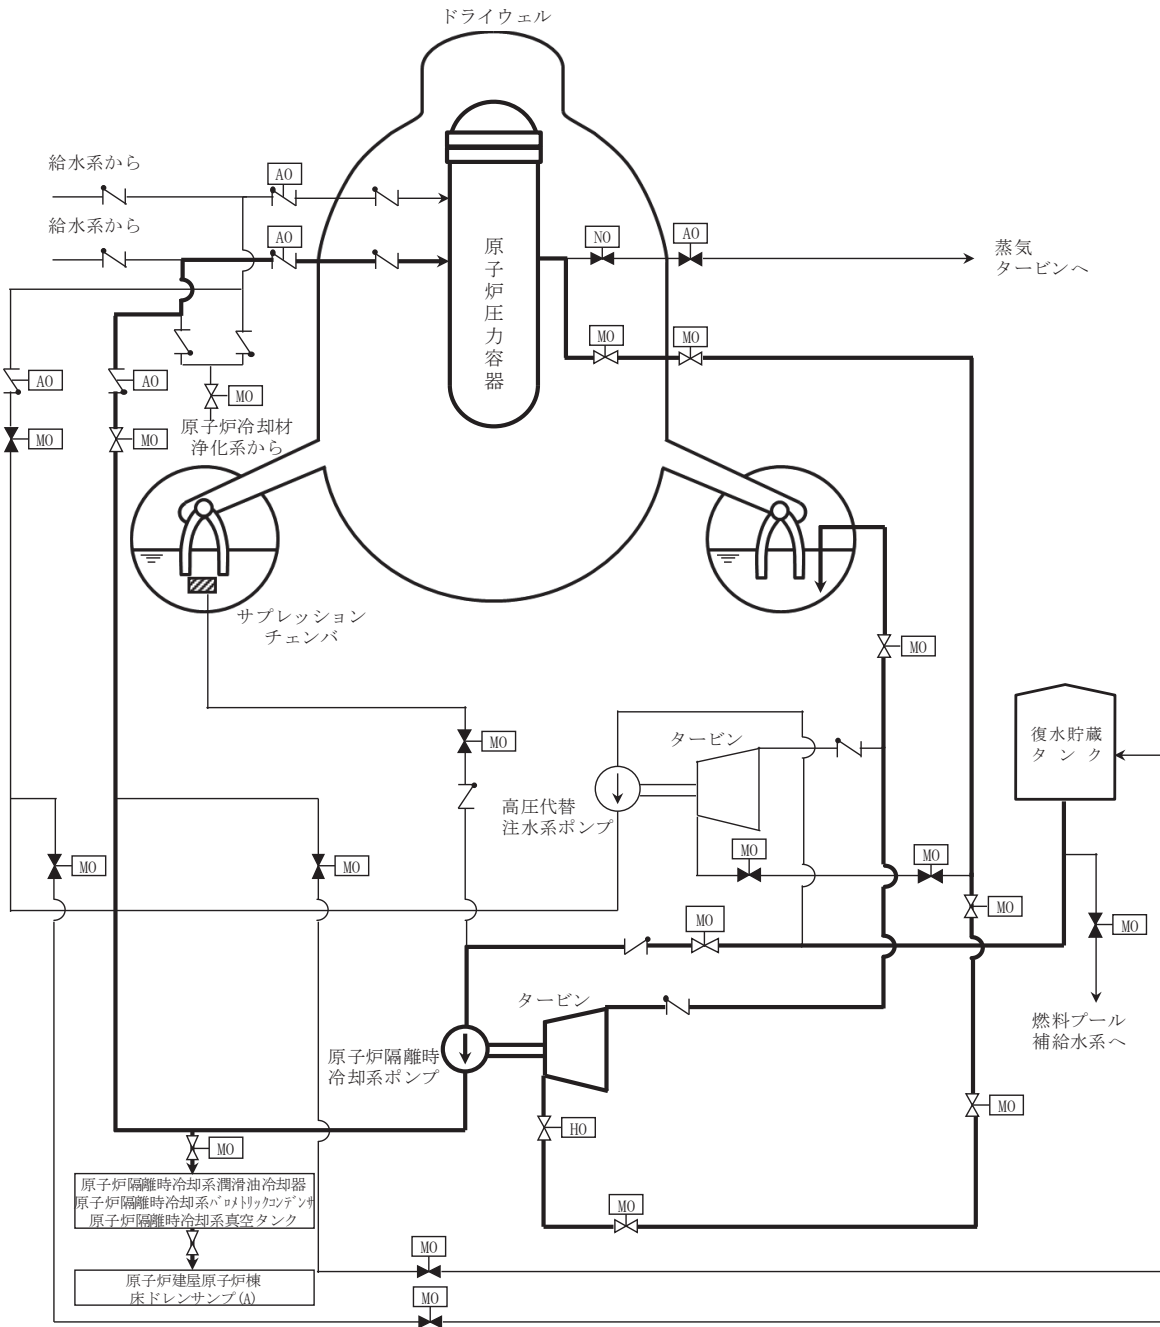 ドライウェル
給水系から
AO
給水系から
AO
原子炉圧力容器
NO
AO
蒸気
タービンへ
MO
MO
AO
AO
MO
MO
MO
原子炉冷却材
浄化系から
サプレッション
チェンバ
MO
MO
タービン
復水貯蔵
タンク
高圧代替
注水系ポンプ
MO
MO
MO
MO
MO
MO
MO
タービン
燃料プール
補給水系へ
原子炉隔離時
冷却系ポンプ
MO
HO
MO
原子炉隔離時冷却系潤滑油冷却器
原子炉隔離時冷却系バロメトリックコンデンサ
原子炉隔離時冷却系真空タンク
MO
MO
原子炉建屋原子炉棟
床ドレンサンプ(A)
MO